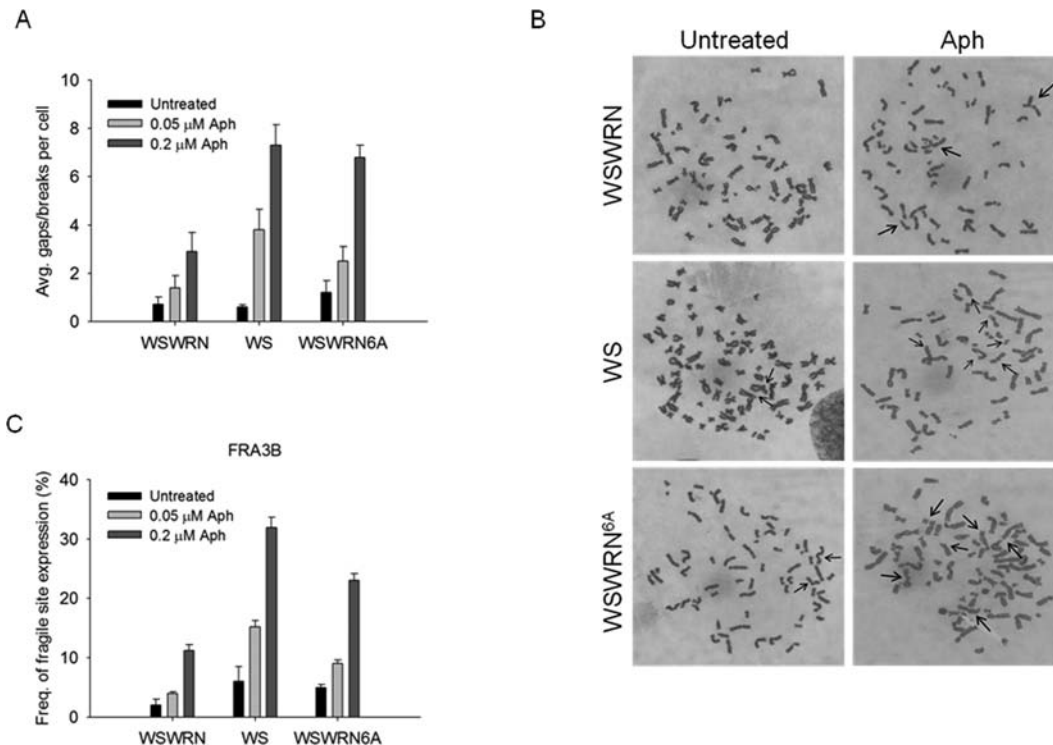 A
Avg. gaps/breaks per cell
10
8
6
4
2
0
Untreated
0.05 μM Aph
0.2 μM Aph
WSWRN WS WSWRN6A
B
Untreated Aph
WSWRN
WS
WSWRN6A
C
FRA3B
Freq. of fragile site expression (%)
50
40
30
20
10
0
Untreated
0.05 μM Aph
0.2 μM Aph
WSWRN WS WSWRN6A